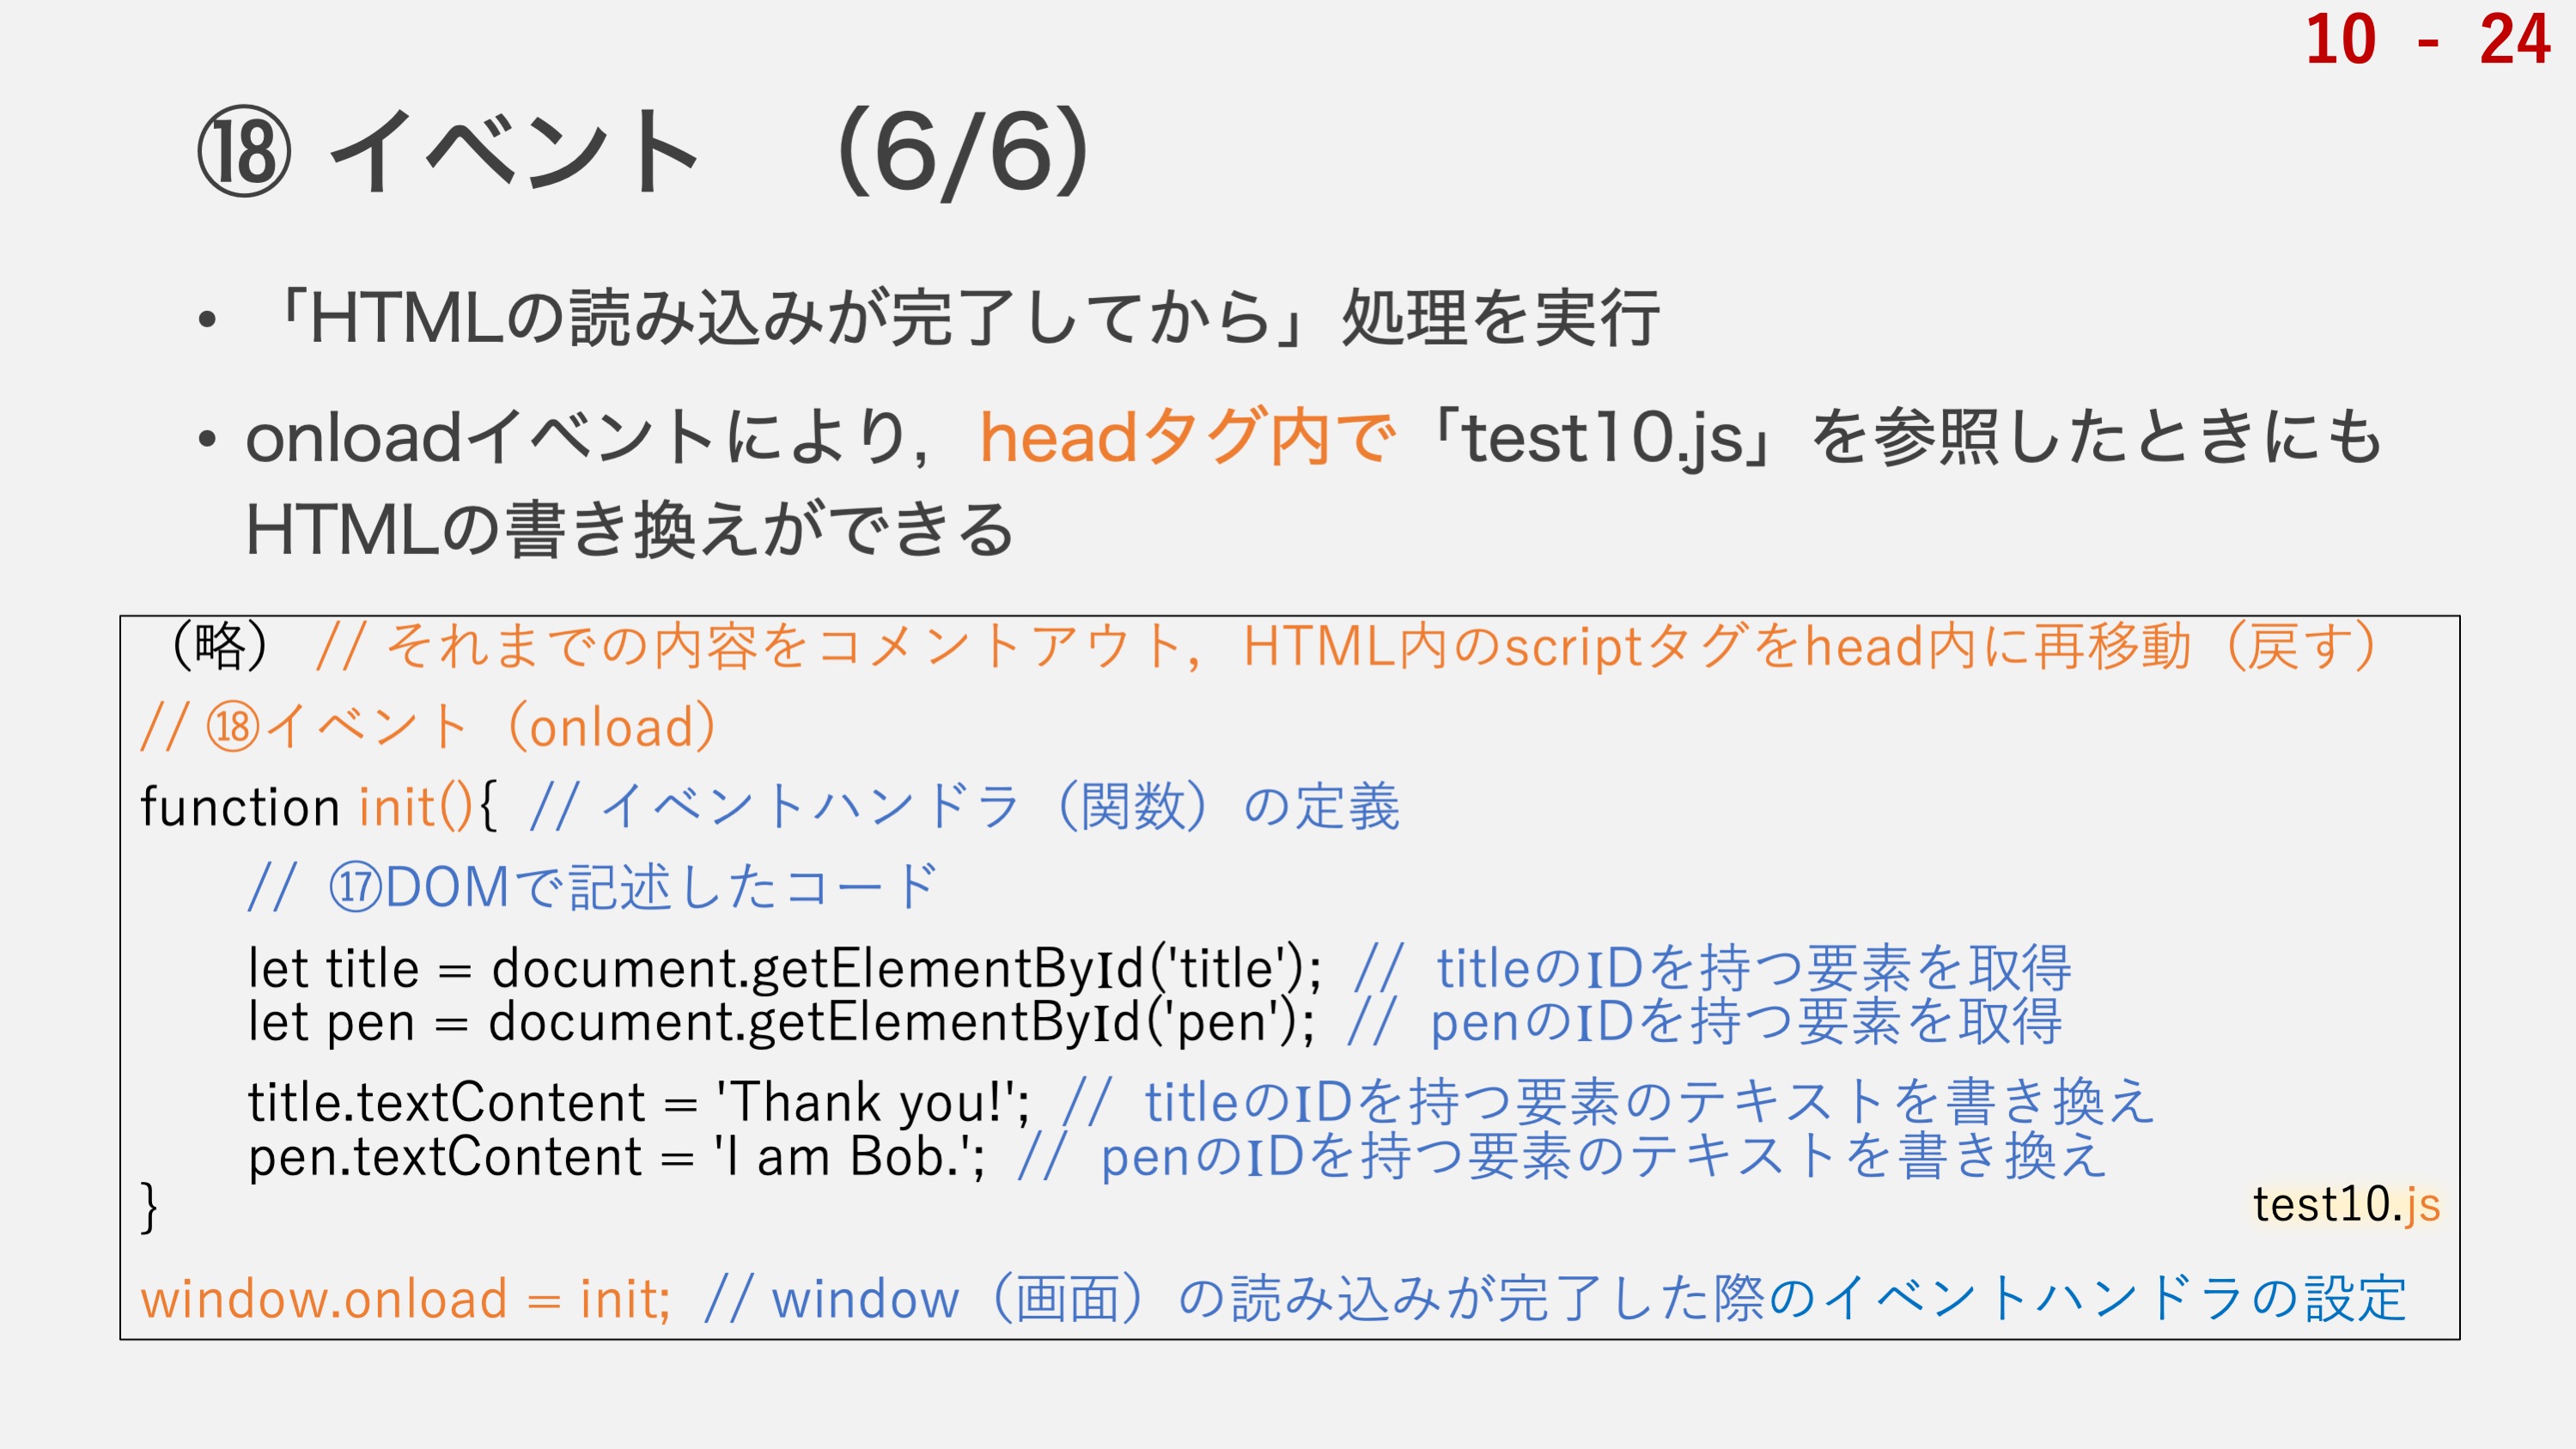 10 - 24
⑱ イベント （6/6）
• 「HTMLの読み込みが完了してから」処理を実行
• onloadイベントにより，headタグ内で「test10.js」を参照したときにも
HTMLの書き換えができる
（略） // それまでの内容をコメントアウト，HTML内のscriptタグをhead内に再移動（戻す）
// ⑱イベント（onload）
function init(){ // イベントハンドラ（関数）の定義
// ⑰DOMで記述したコード
let title = document.getElementById('title'); // titleのIDを持つ要素を取得
let pen = document.getElementById('pen'); // penのIDを持つ要素を取得
title.textContent = 'Thank you!'; // titleのIDを持つ要素のテキストを書き換え
pen.textContent = 'I am Bob.'; // penのIDを持つ要素のテキストを書き換え
}
test10.js
window.onload = init; // window（画面）の読み込みが完了した際のイベントハンドラの設定